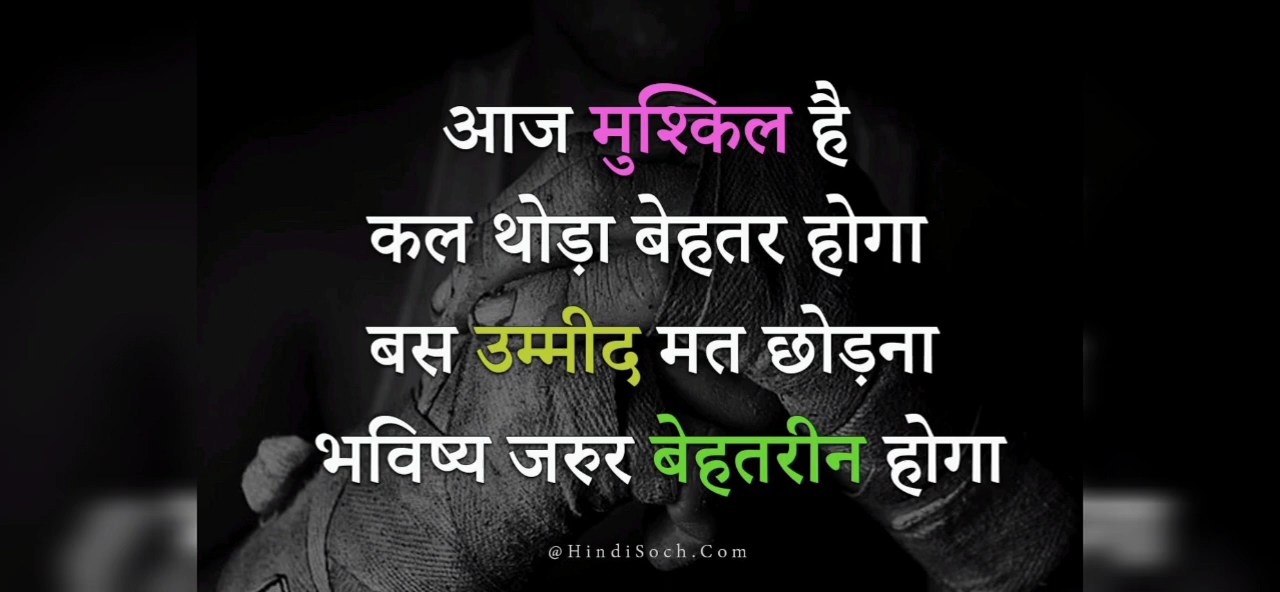 आज मुश्किल है
कल थोड़ा बेहतर होगा
बस उम्मीद मत छोड़ना
भविष्य जरुर बेहतरीन होगा
@HindiSoch.Com